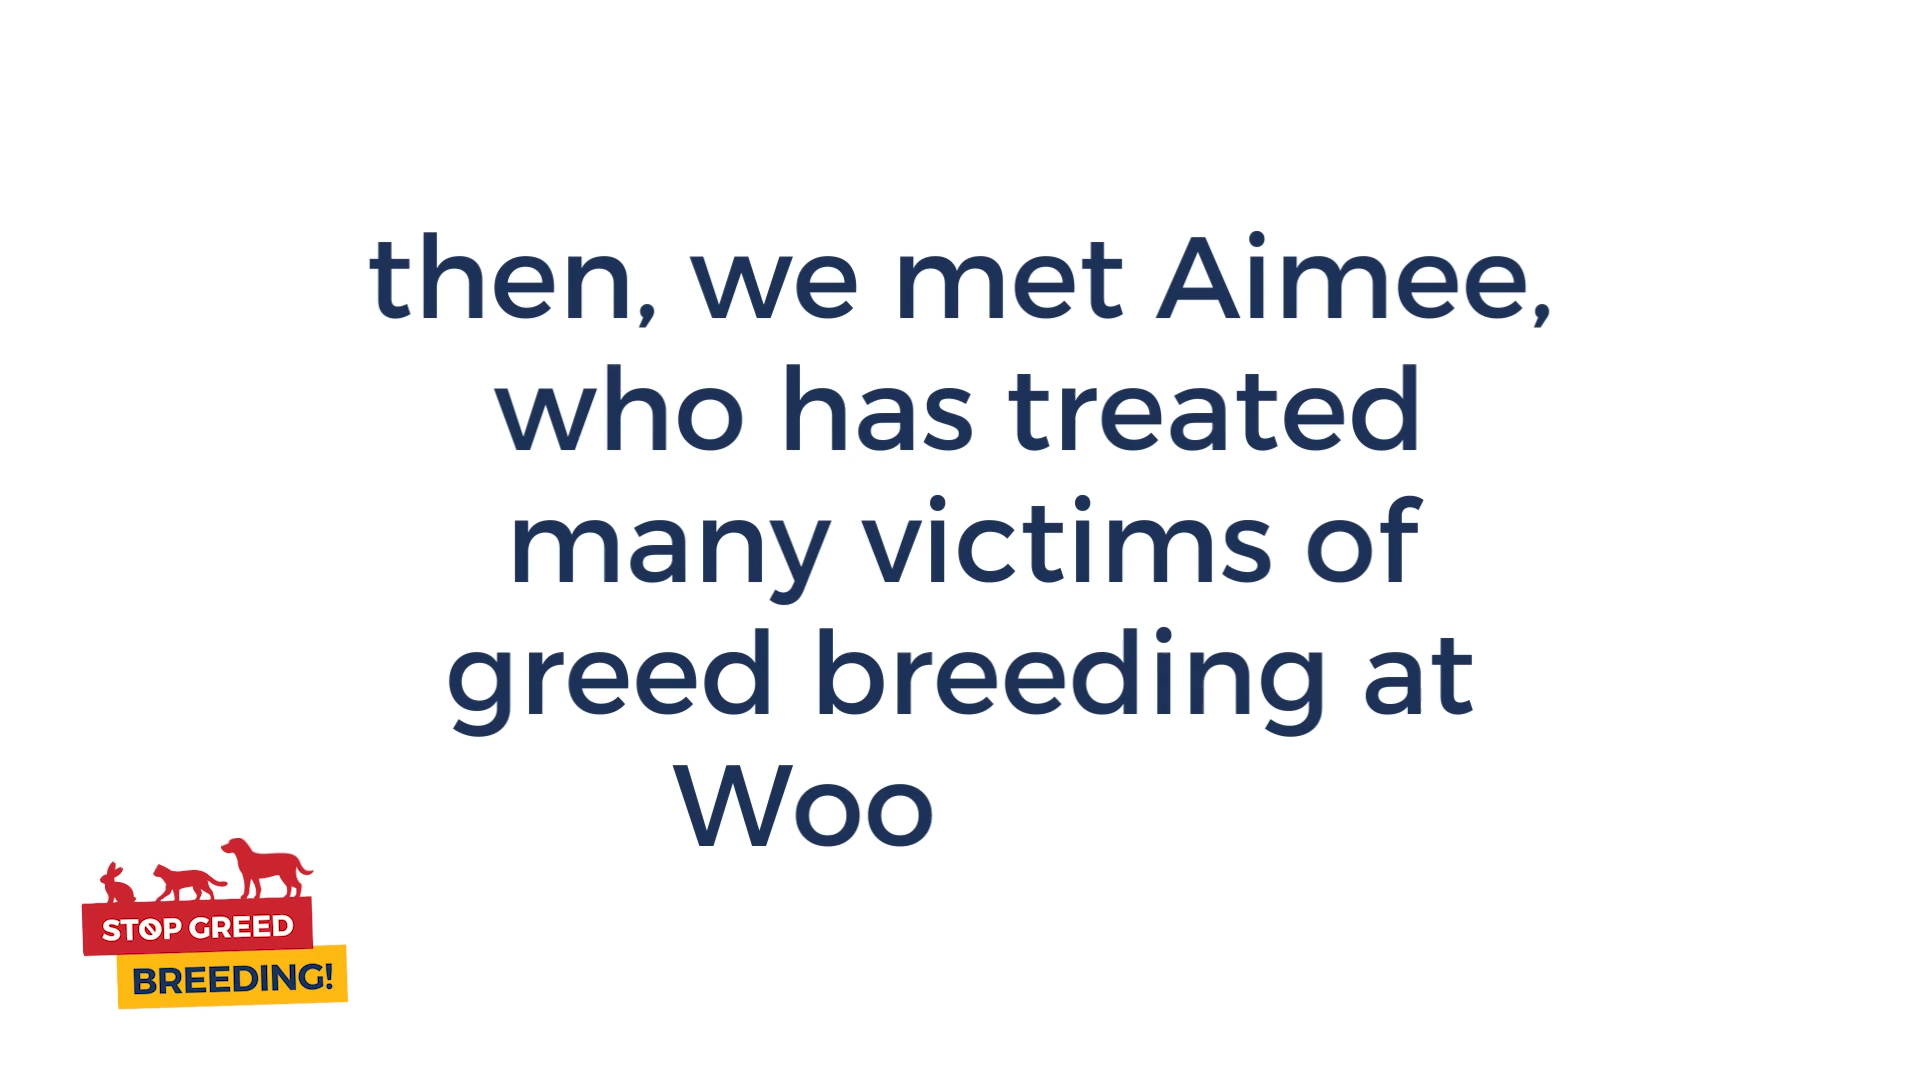 then, we met Aimee,
who has treated
many victims of
greed breeding at
Woo
STOP GREED
BREEDING!